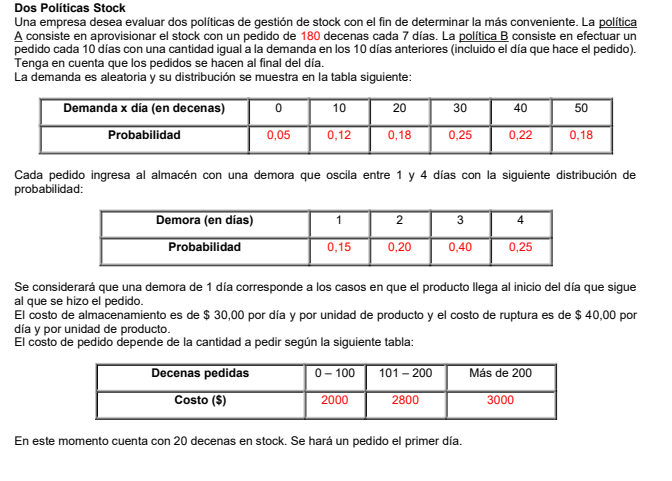 Dos Políticas Stock
Una empresa desea evaluar dos políticas de gestión de stock con el fin de determinar la más conveniente. La política
A consiste en aprovisionar el stock con un pedido de 180 decenas cada 7 días. La política B consiste en efectuar un
pedido cada 10 días con una cantidad igual a la demanda en los 10 días anteriores (incluido el día que hace el pedido).
Tenga en cuenta que los pedidos se hacen al final del día.
La demanda es aleatoria y su distribución se muestra en la tabla siguiente:
Demanda x día (en decenas) 0 10 20 30 40 50
Probabilidad 0,05 0,12 0,18 0,25 0,22 0,18
Cada pedido ingresa al almacén con una demora que oscila entre 1 y 4 días con la siguiente distribución de
probabilidad:
Demora (en días) 1 2 3 4
Probabilidad 0,15 0,20 0,40 0,25
Se considerará que una demora de 1 día corresponde a los casos en que el producto llega al inicio del día que sigue
al que se hizo el pedido.
El costo de almacenamiento es de $ 30,00 por día y por unidad de producto y el costo de ruptura es de $ 40,00 por
día y por unidad de producto.
El costo de pedido depende de la cantidad a pedir según la siguiente tabla:
Decenas pedidas 0 – 100 101 – 200 Más de 200
Costo ($) 2000 2800 3000
En este momento cuenta con 20 decenas en stock. Se hará un pedido el primer día.